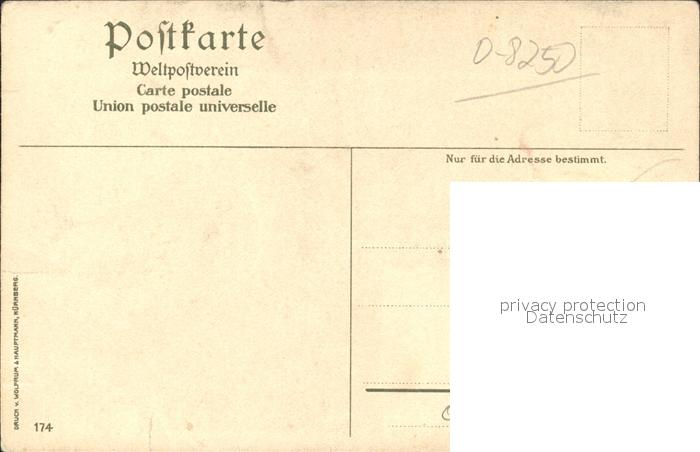 Postkarte
Weltpostverein
Carte postale
Union postale universelle
D-8250
Nur für die Adresse bestimmt.
privacy protection
Datenschutz
DRUCK v. WOLFRUM & HAUPTMANN, NÜRNBERG.
174